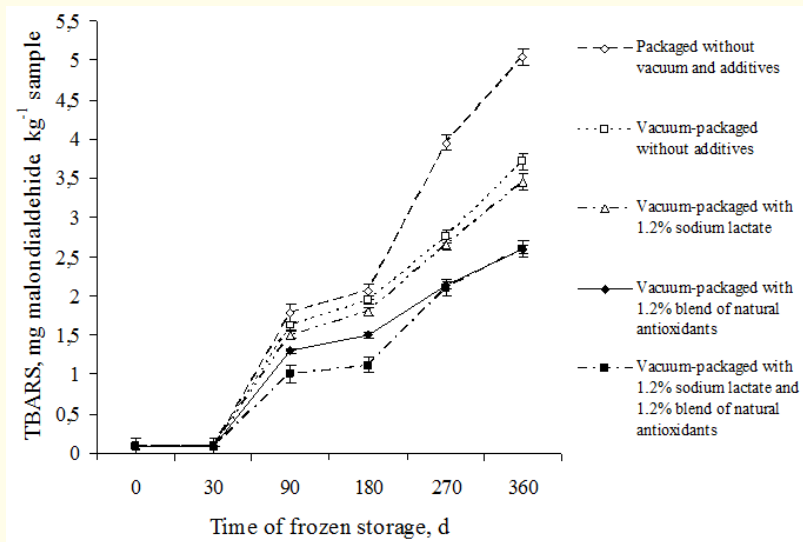 TBARS, mg malondialdehyde kg⁻¹ sample
5,5
5
4,5
4
3,5
3
2,5
2
1,5
1
0,5
0
0 30 90 180 270 360
Time of frozen storage, d
Packaged without
vacuum and additives
Vacuum-packaged
without additives
Vacuum-packaged with
1.2% sodium lactate
Vacuum-packaged with
1.2% blend of natural
antioxidants
Vacuum-packaged with
1.2% sodium lactate and
1.2% blend of natural
antioxidants